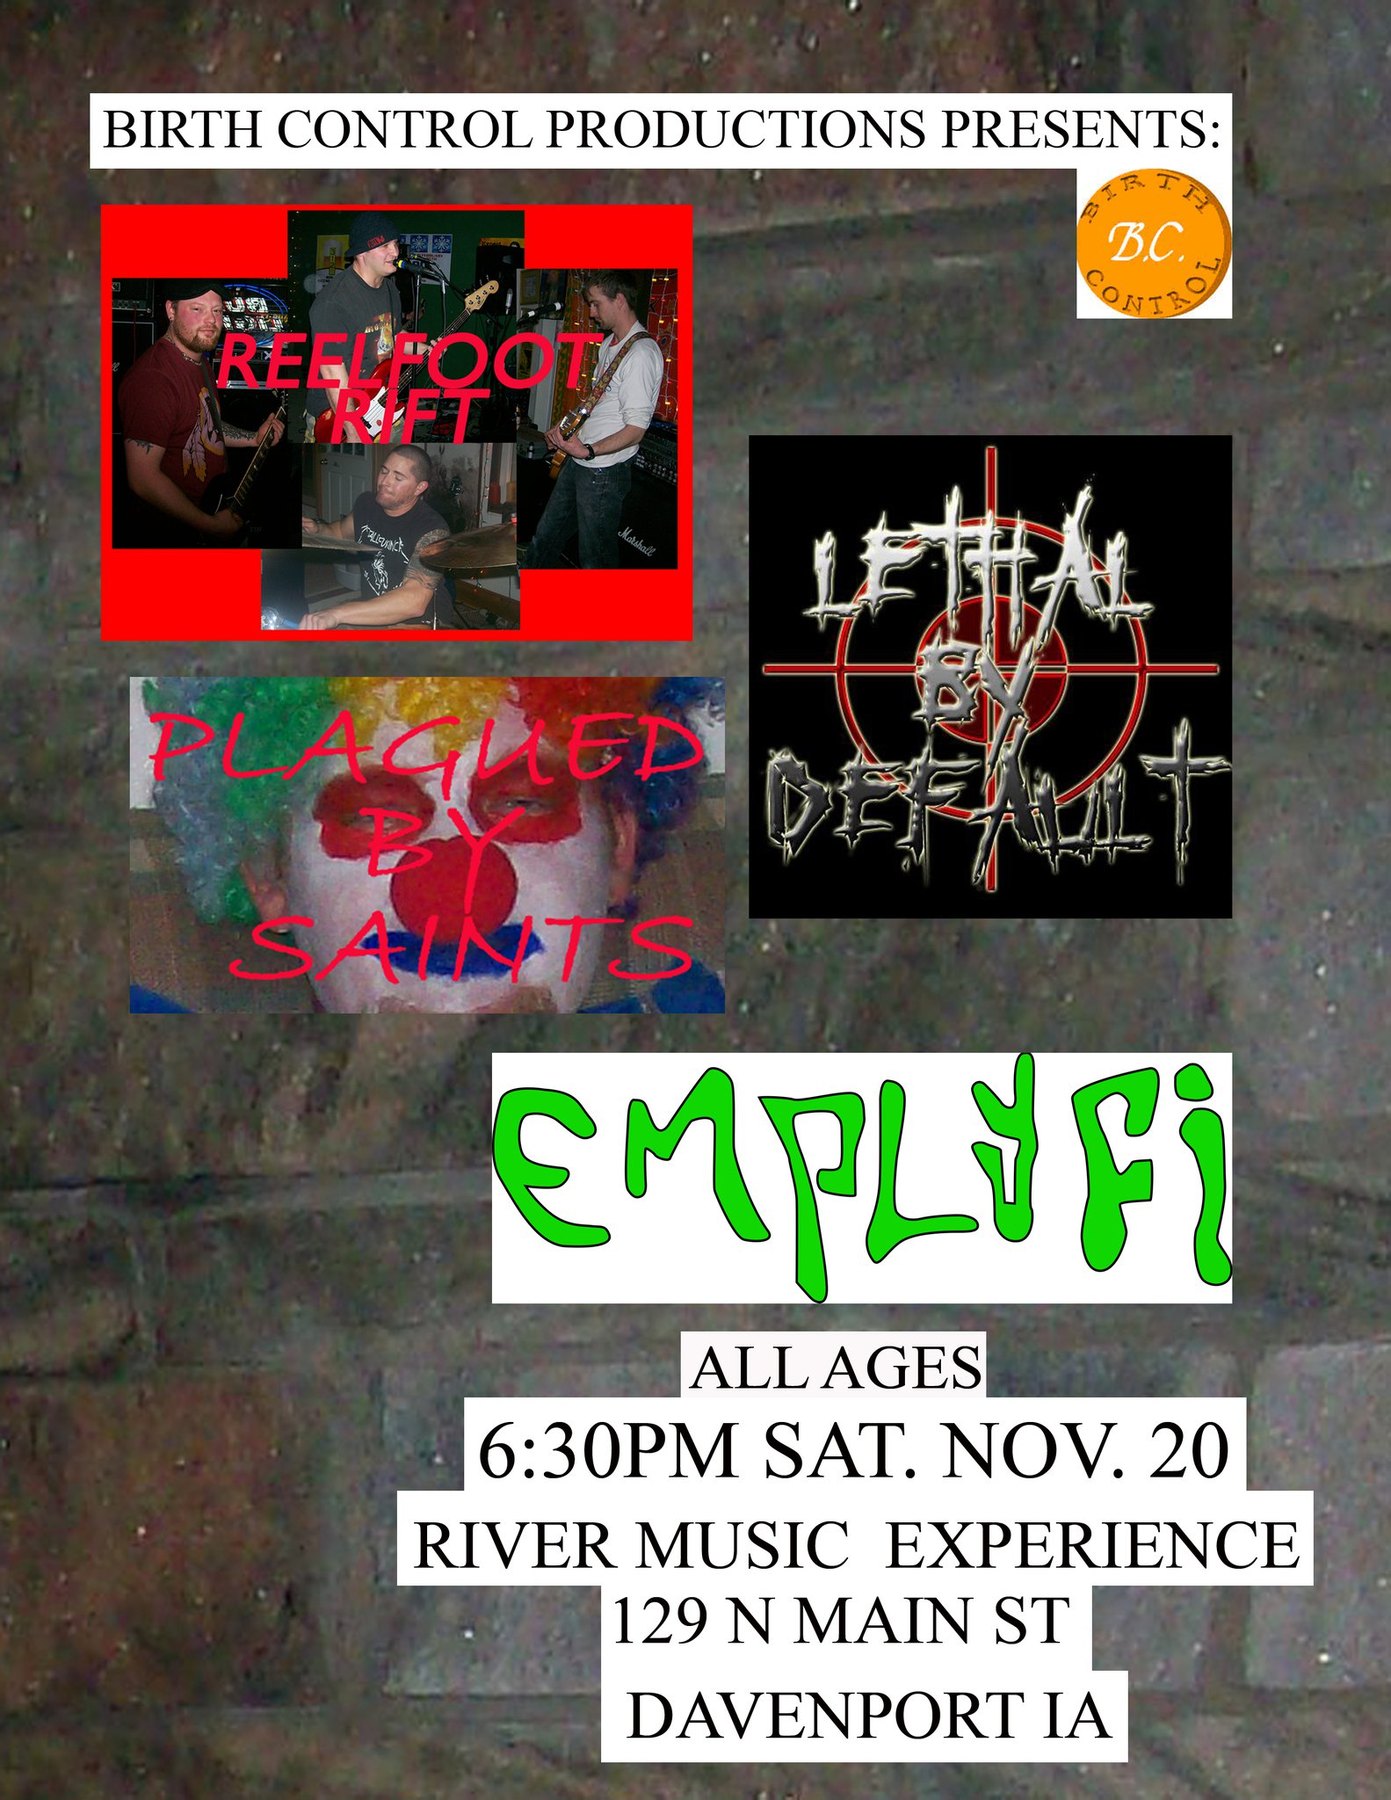 BIRTH CONTROL PRODUCTIONS PRESENTS:
BIRTH
B.C.
CONTROL
REELFOOT
RIFT
Marshall
LETHAL
BY
DEFAULT
PLAGUED
BY
SAINTS
EMPLYFi
ALL AGES
6:30PM SAT. NOV. 20
RIVER MUSIC EXPERIENCE
129 N MAIN ST
DAVENPORT IA